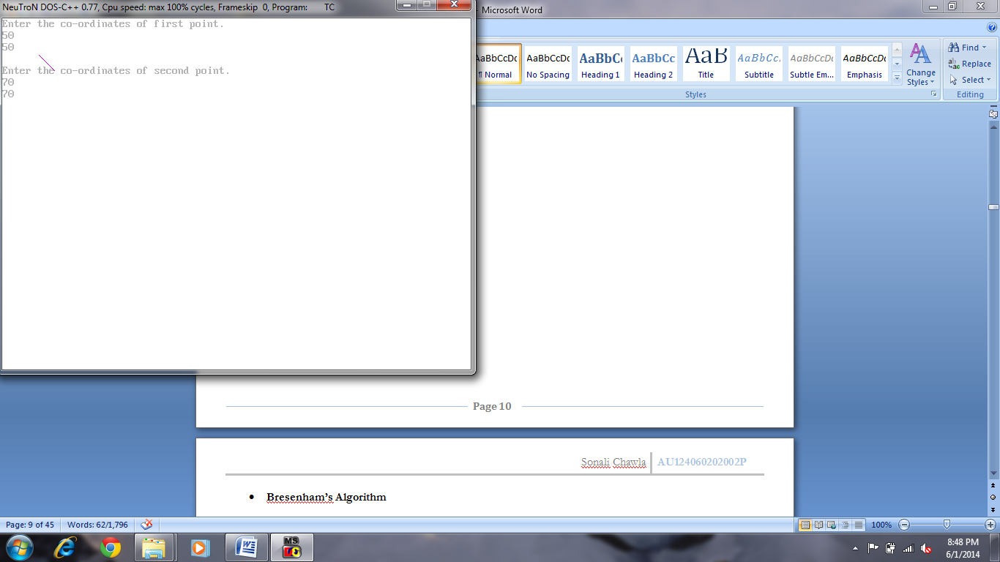 NeuTroN DOS-C++ 0.77, Cpu speed: max 100% cycles, Frameskip 0, Program: TC
- Microsoft Word
Enter the co-ordinates of first point.
50
50
Enter the co-ordinates of second point.
70
70
AaBbCcDc
¶ Normal
AaBbCcDc
No Spacing
AaBbCc
Heading 1
AaBbCc
Heading 2
AaB
Title
AaBbCc.
Subtitle
AaBbCcDc
Subtle Em...
AaBbCcDc
Emphasis
Change
Styles
Find
Replace
Select
Styles
Editing
Page 10
Sonali Chawla
AU124060202002P
• Bresenham's Algorithm
Page: 9 of 45
Words: 62/1,796
100%
MS
8:48 PM
6/1/2014